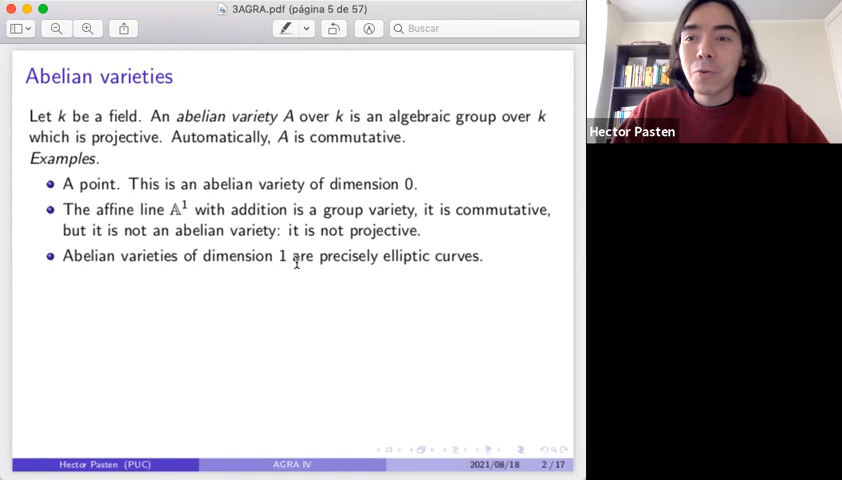 3AGRA.pdf (página 5 de 57)
Buscar
Abelian varieties
Let k be a field. An abelian variety A over k is an algebraic group over k
which is projective. Automatically, A is commutative.
Examples.
A point. This is an abelian variety of dimension 0.
The affine line 𝔸¹ with addition is a group variety, it is commutative,
but it is not an abelian variety: it is not projective.
Abelian varieties of dimension 1 are precisely elliptic curves.
Hector Pasten (PUC) AGRA IV 2021/08/18 2 / 17
Hector Pasten